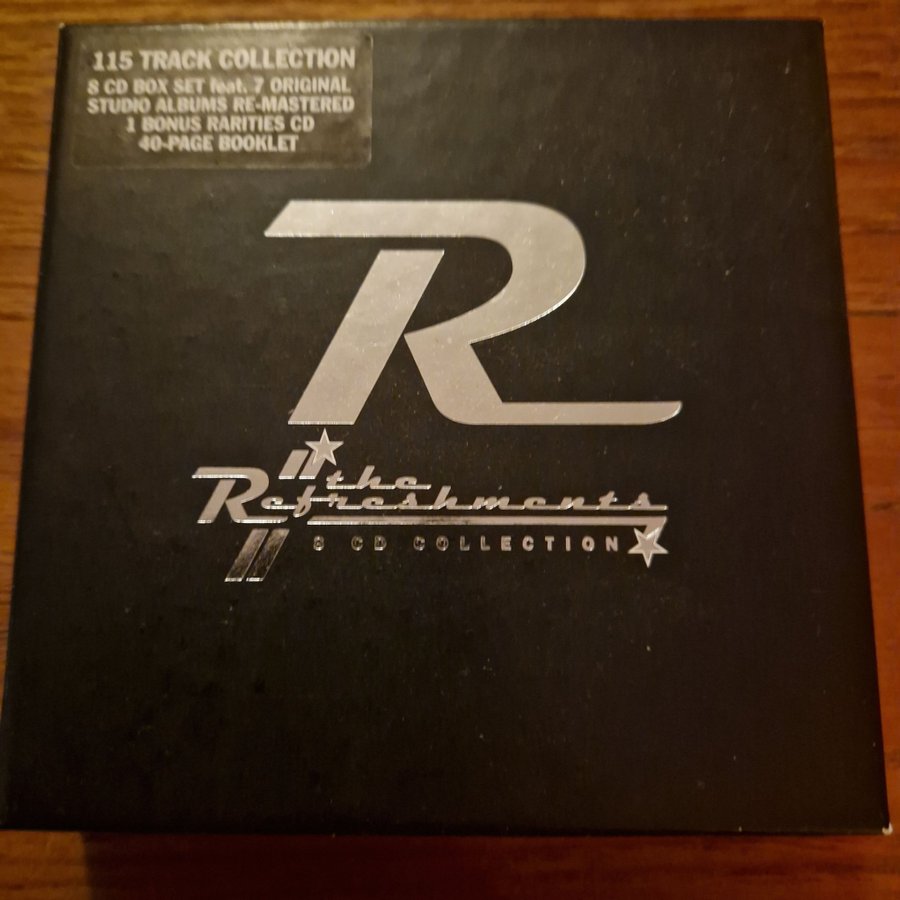 115 TRACK COLLECTION
8 CD BOX SET feat. 7 ORIGINAL
STUDIO ALBUMS RE-MASTERED
1 BONUS RARITIES CD
40-PAGE BOOKLET
R
the
Refreshments
8 CD COLLECTION